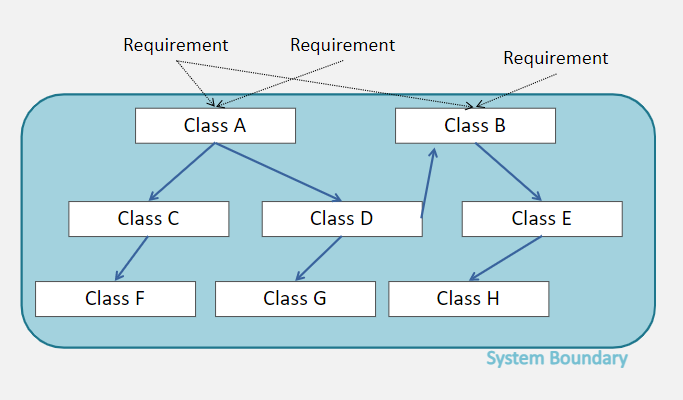 Requirement
Requirement
Requirement
Class A
Class B
Class C
Class D
Class E
Class F
Class G
Class H
System Boundary